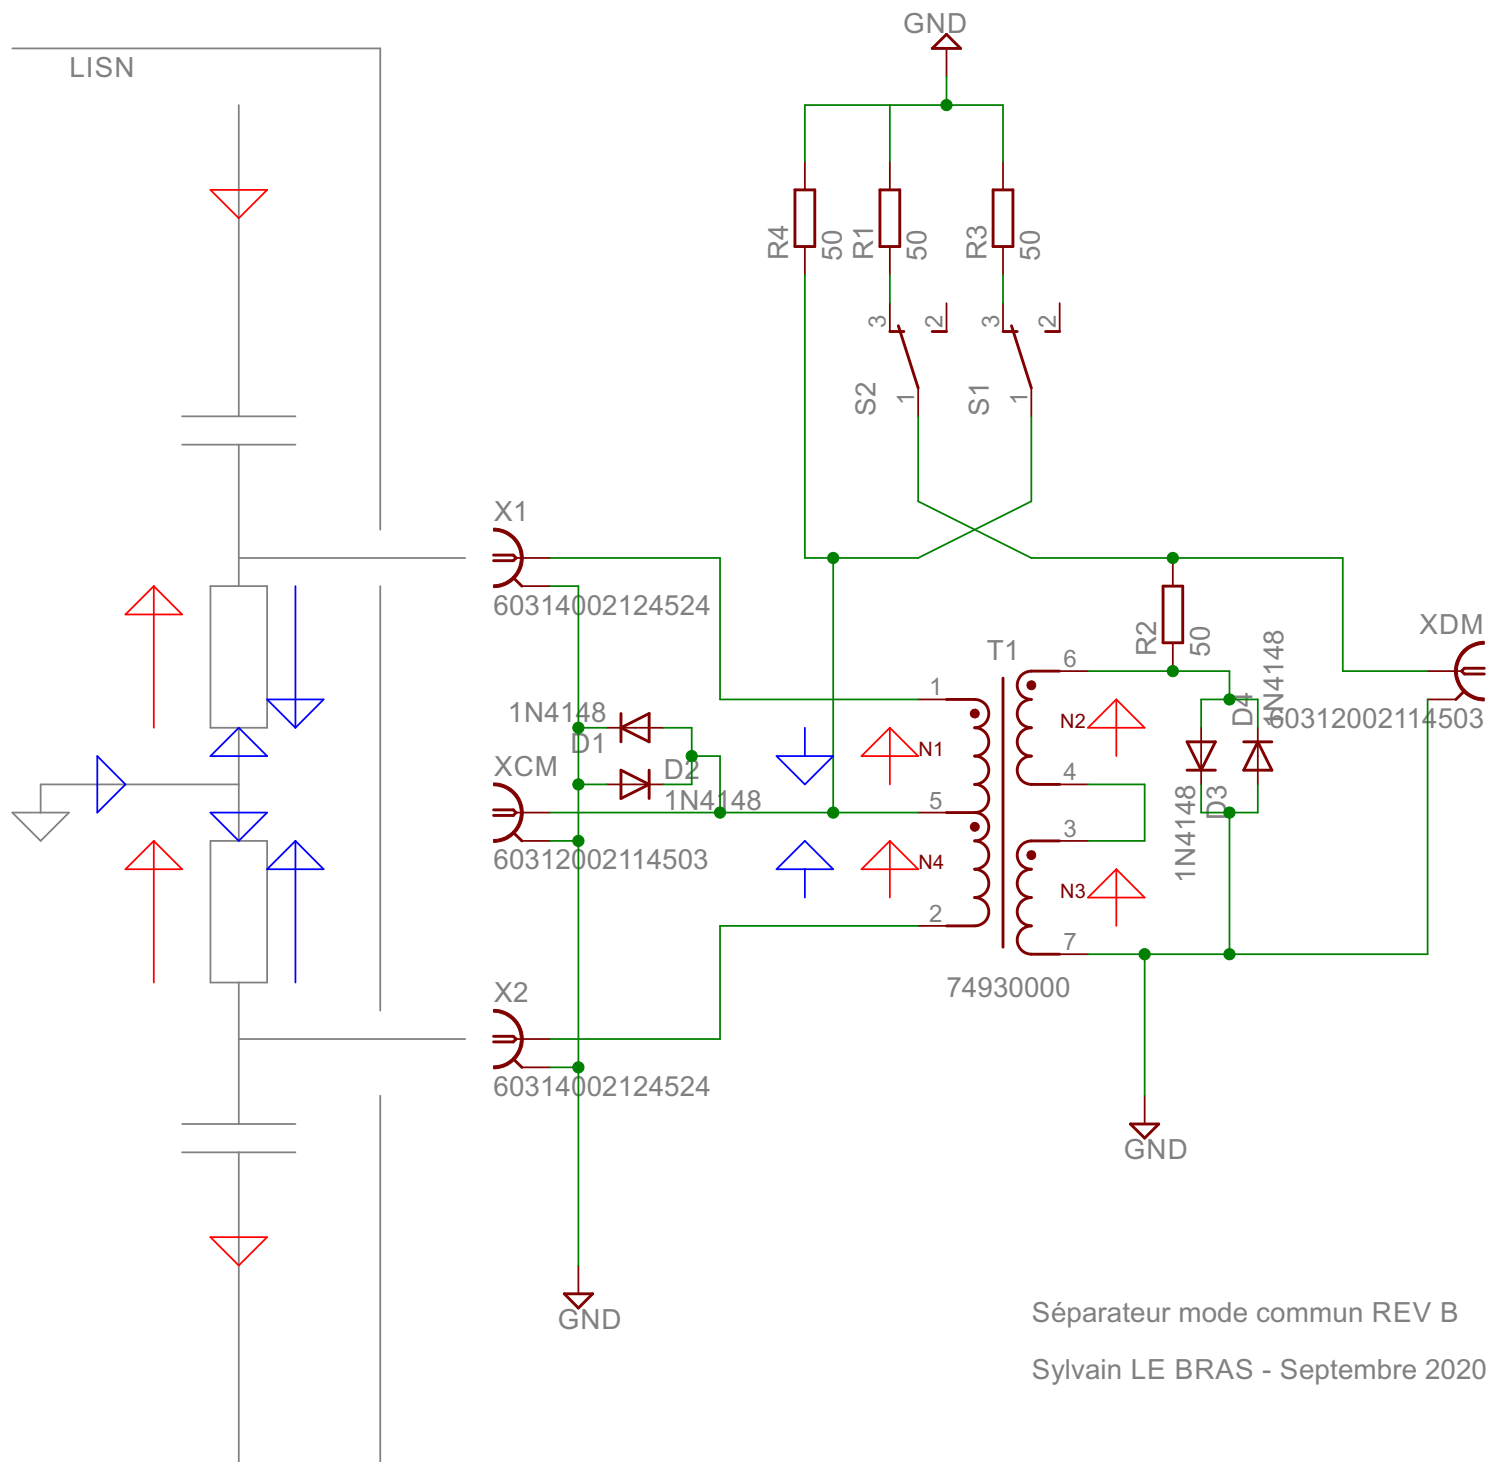 GND
LISN
R4
50
R1
50
R3
50
3
2
3
2
S2
1
S1
1
X1
60314002124524
R2
50
XDM
60312002114503
T1
6
1
1N4148
D1
D4
1N4148
N2
N1
XCM
D2
1N4148
4
5
3
1N4148
D3
60312002114503
N4
N3
2
7
74930000
X2
60314002124524
GND
GND
Séparateur mode commun REV B
Sylvain LE BRAS - Septembre 2020